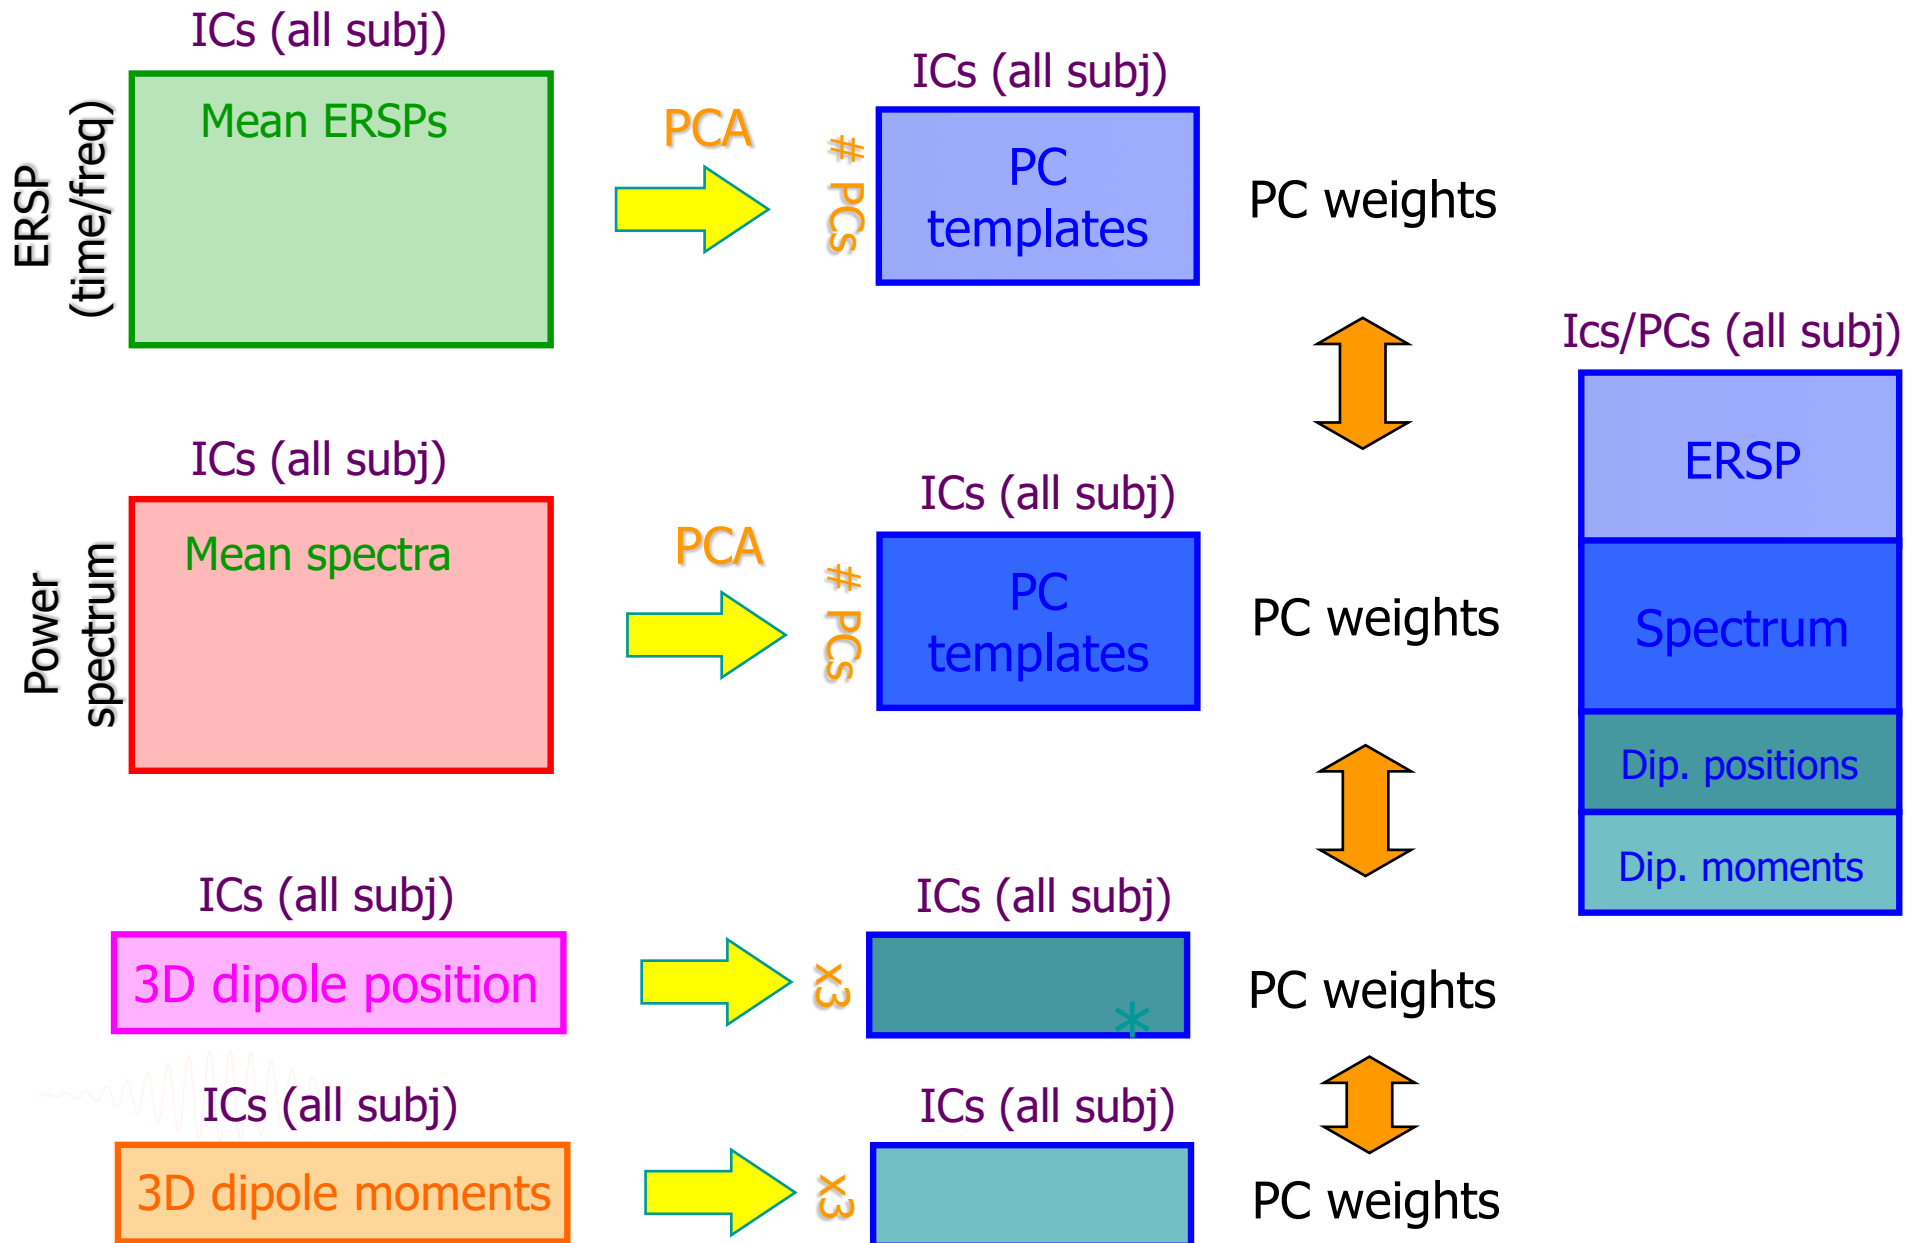 ICs (all subj)
ERSP
(time/freq)
Mean ERSPs
PCA
# PCs
ICs (all subj)
PC
templates
PC weights
ICs (all subj)
Power
spectrum
Mean spectra
PCA
# PCs
ICs (all subj)
PC
templates
PC weights
ICs (all subj)
3D dipole position
x3
ICs (all subj)
*
PC weights
ICs (all subj)
3D dipole moments
x3
ICs (all subj)
PC weights
Ics/PCs (all subj)
ERSP
Spectrum
Dip. positions
Dip. moments